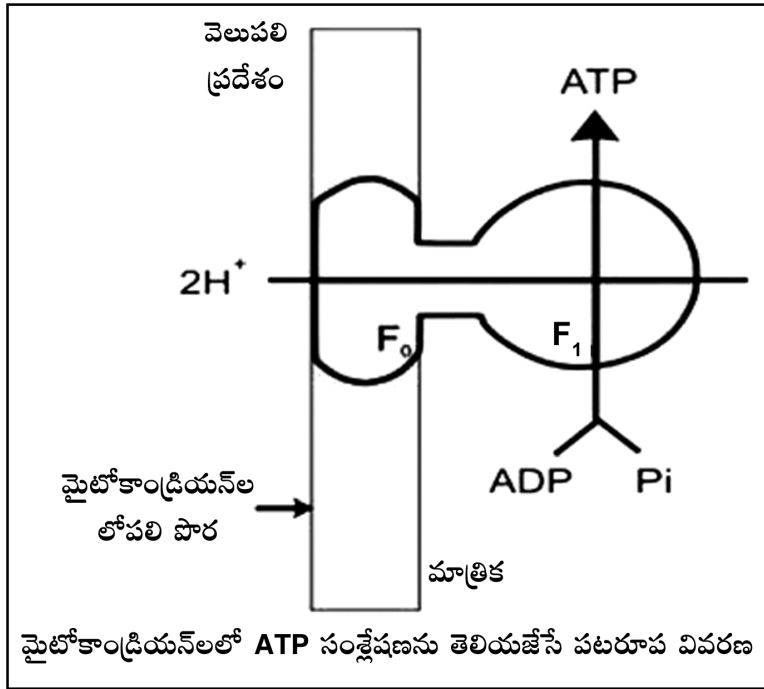 వెలుపలి
ప్రదేశం
ATP
2H⁺
F₀
F₁
ADP
Pi
మైటోకాండ్రియన్‌ల
లోపలి పొర
మాత్రిక
మైటోకాండ్రియన్‌లలో ATP సంశ్లేషణను తెలియజేసే పటరూప వివరణ